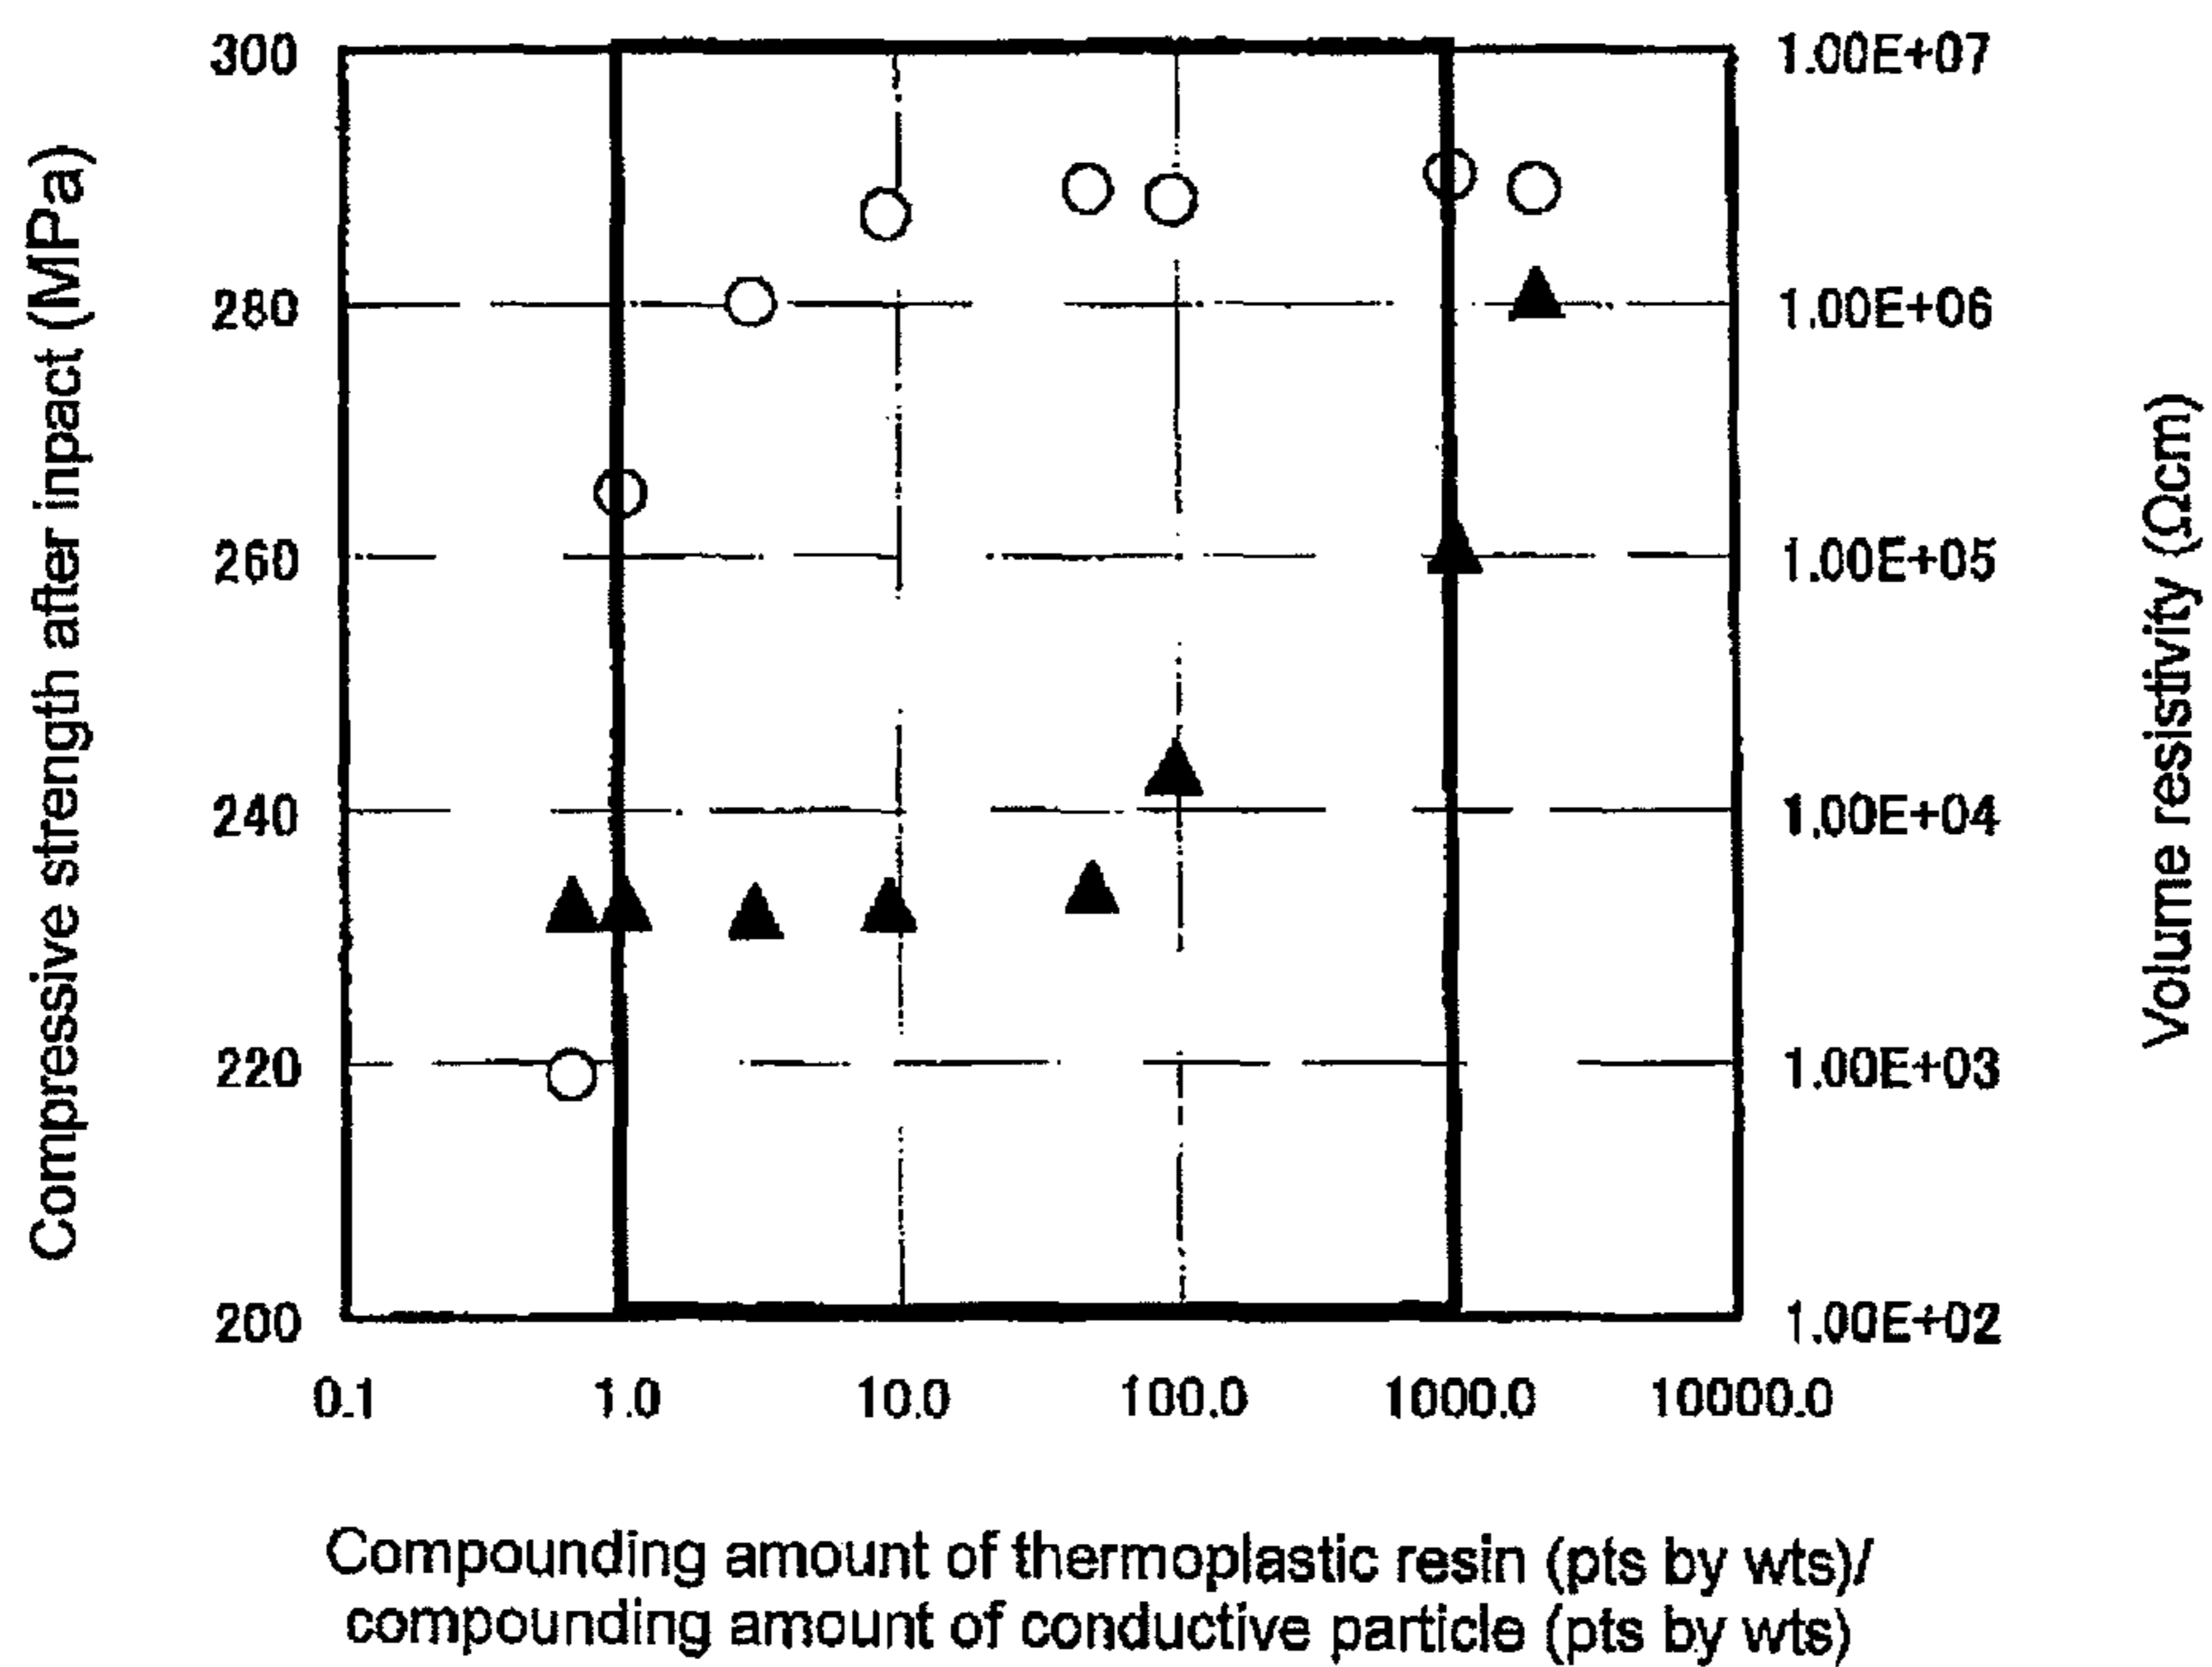 Compressive strength after inpact (MPa)
300
280
260
240
220
200
1.00E+07
1.00E+06
1.00E+05
1.00E+04
1.00E+03
1.00E+02
Volume resistivity (Ωcm)
0.1 1.0 10.0 100.0 1000.0 10000.0
Compounding amount of thermoplastic resin (pts by wts)/
compounding amount of conductive particle (pts by wts)